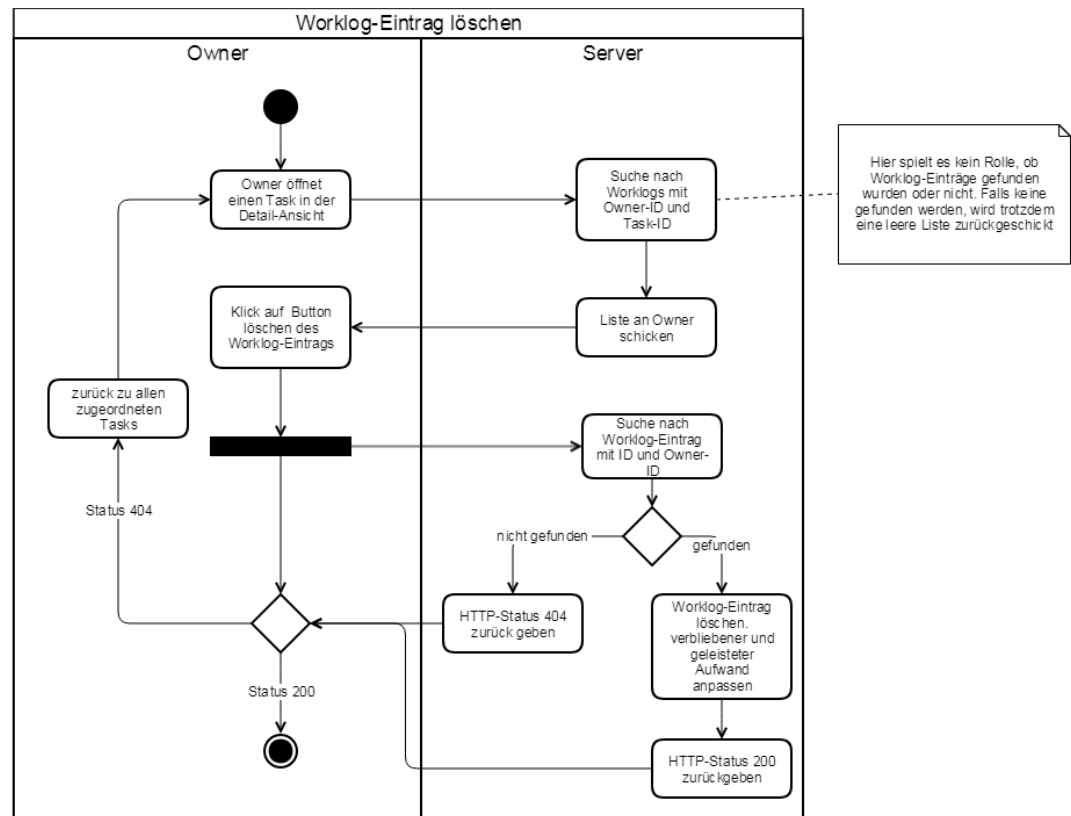 Worklog-Eintrag löschen
Owner
Server
Owner öffnet
einen Task in der
Detail-Ansicht
Suche nach
Worklogs mit
Owner-ID und
Task-ID
Hier spielt es kein Rolle, ob
Worklog-Einträge gefunden
wurden oder nicht. Falls keine
gefunden werden, wird trotzdem
eine leere Liste zurückgeschickt
Klick auf Button
löschen des
Worklog-Eintrags
Liste an Owner
schicken
zurück zu allen
zugeordneten
Tasks
Suche nach
Worklog-Eintrag
mit ID und Owner-
ID
Status 404
nicht gefunden
gefunden
HTTP-Status 404
zurück geben
Worklog-Eintrag
löschen.
verbliebener und
geleisteter
Aufwand
anpassen
Status 200
HTTP-Status 200
zurückgeben